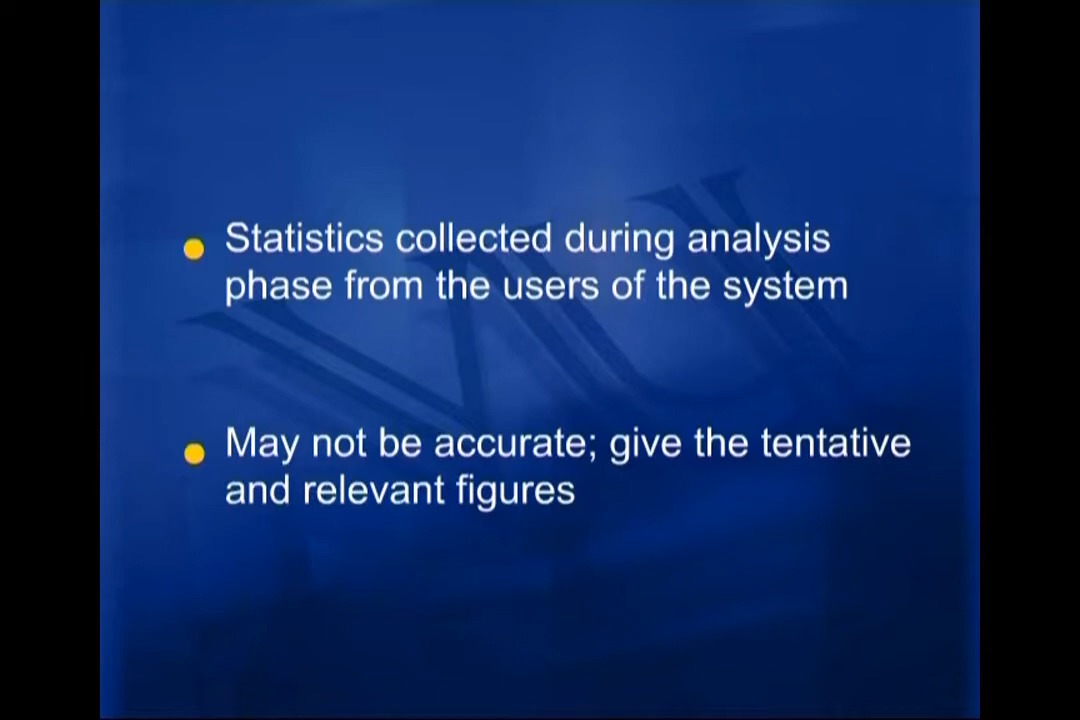 Statistics collected during analysis
phase from the users of the system
May not be accurate; give the tentative
and relevant figures
VU